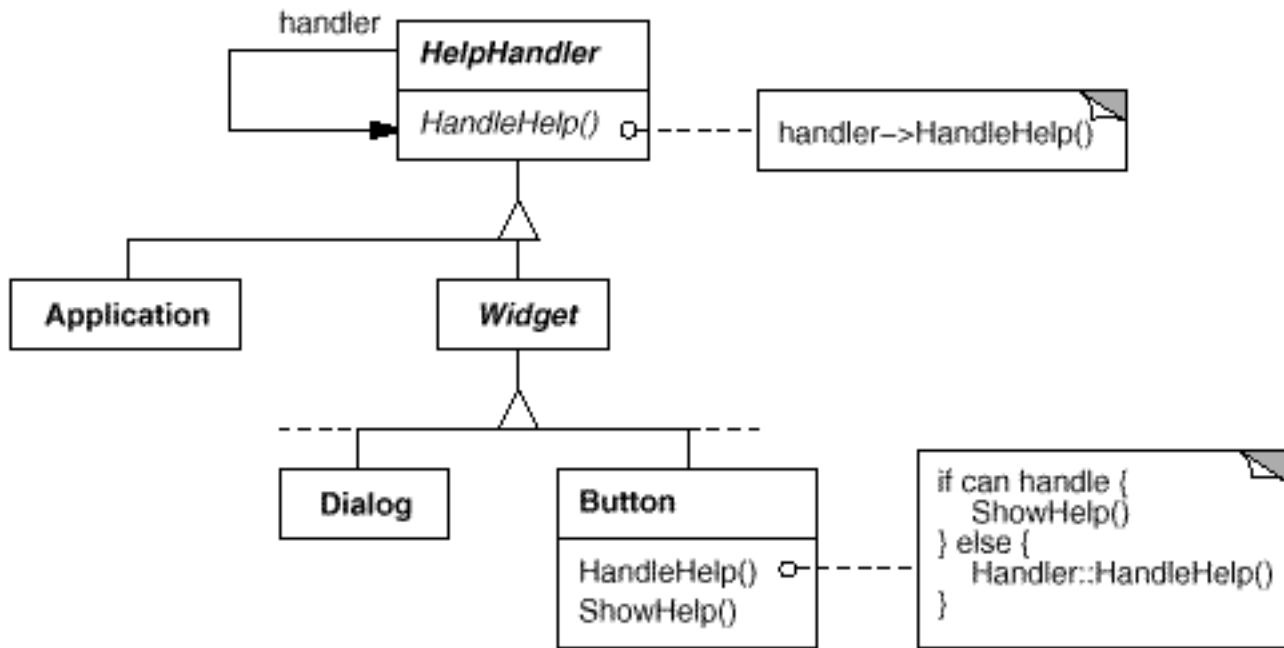 handler
HelpHandler
HandleHelp()
handler–>HandleHelp()
Application
Widget
Dialog
Button
HandleHelp()
ShowHelp()
if can handle {
ShowHelp()
} else {
Handler::HandleHelp()
}